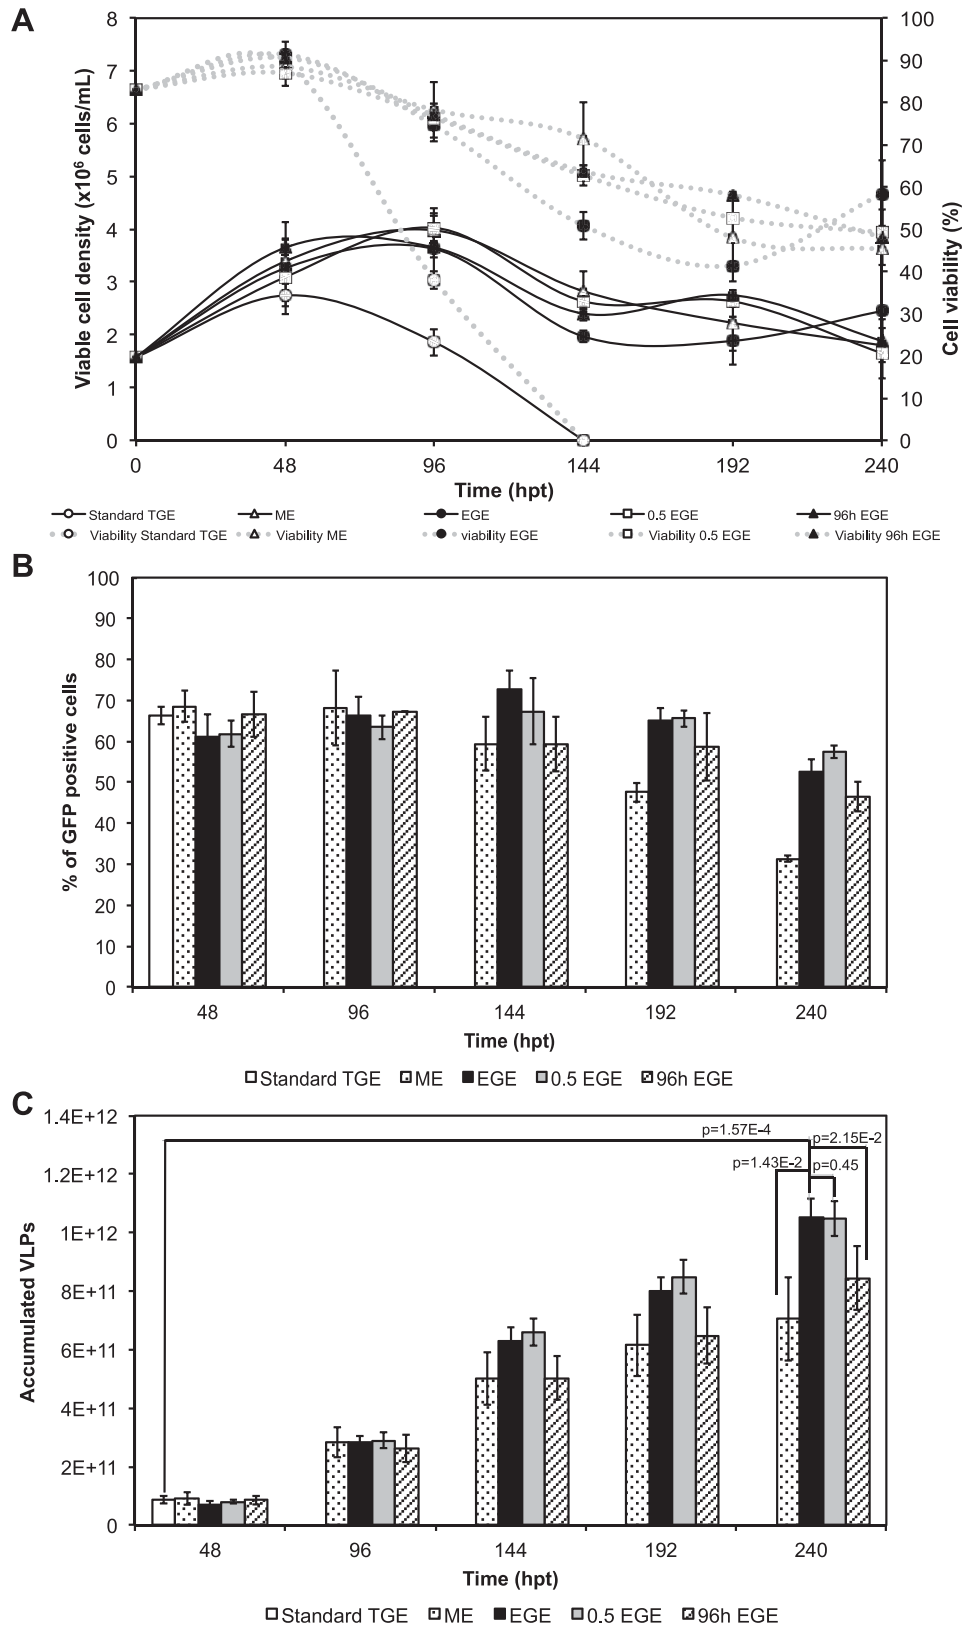 A
8
7
6
5
4
3
2
1
0
Viable cell density (x10⁶ cells/mL)
100
90
80
70
60
50
40
30
20
10
0
Cell viability (%)
0 48 96 144 192 240
Time (hpt)
Standard TGE ME EGE 0.5 EGE 96h EGE
Viability Standard TGE Viability ME viability EGE Viability 0.5 EGE Viability 96h EGE
B
100
90
80
70
60
50
40
30
20
10
0
% of GFP positive cells
48 96 144 192 240
Time (hpt)
Standard TGE ME EGE 0.5 EGE 96h EGE
C
1.4E+12
1.2E+12
1E+12
8E+11
6E+11
4E+11
2E+11
0
Accumulated VLPs
p=1.57E-4
p=2.15E-2
p=1.43E-2
p=0.45
48 96 144 192 240
Time (hpt)
Standard TGE ME EGE 0.5 EGE 96h EGE